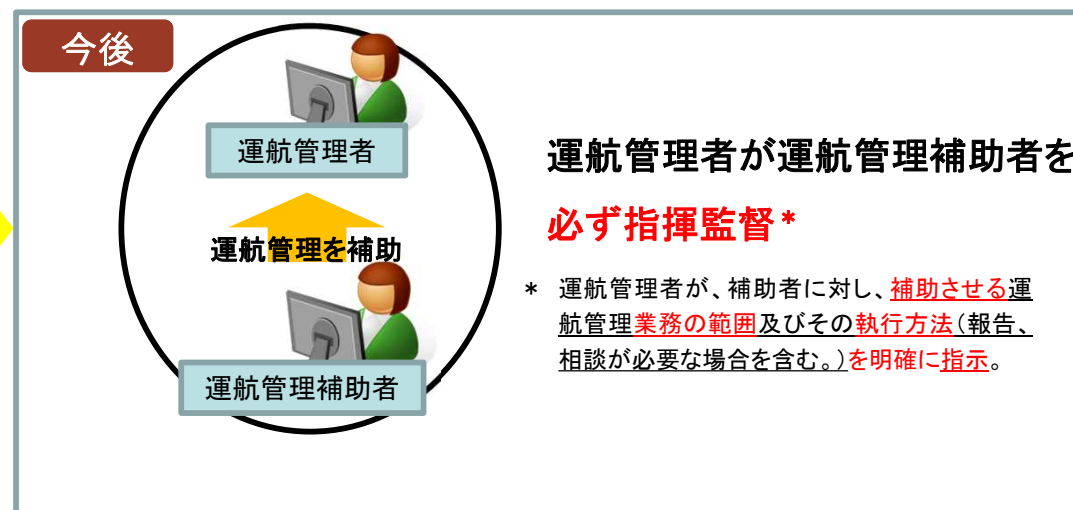 今後
運航管理者
運航管理を補助
運航管理補助者
運航管理者が運航管理補助者を
必ず指揮監督*
* 運航管理者が、補助者に対し、補助させる運
航管理業務の範囲及びその執行方法(報告、
相談が必要な場合を含む。)を明確に指示。